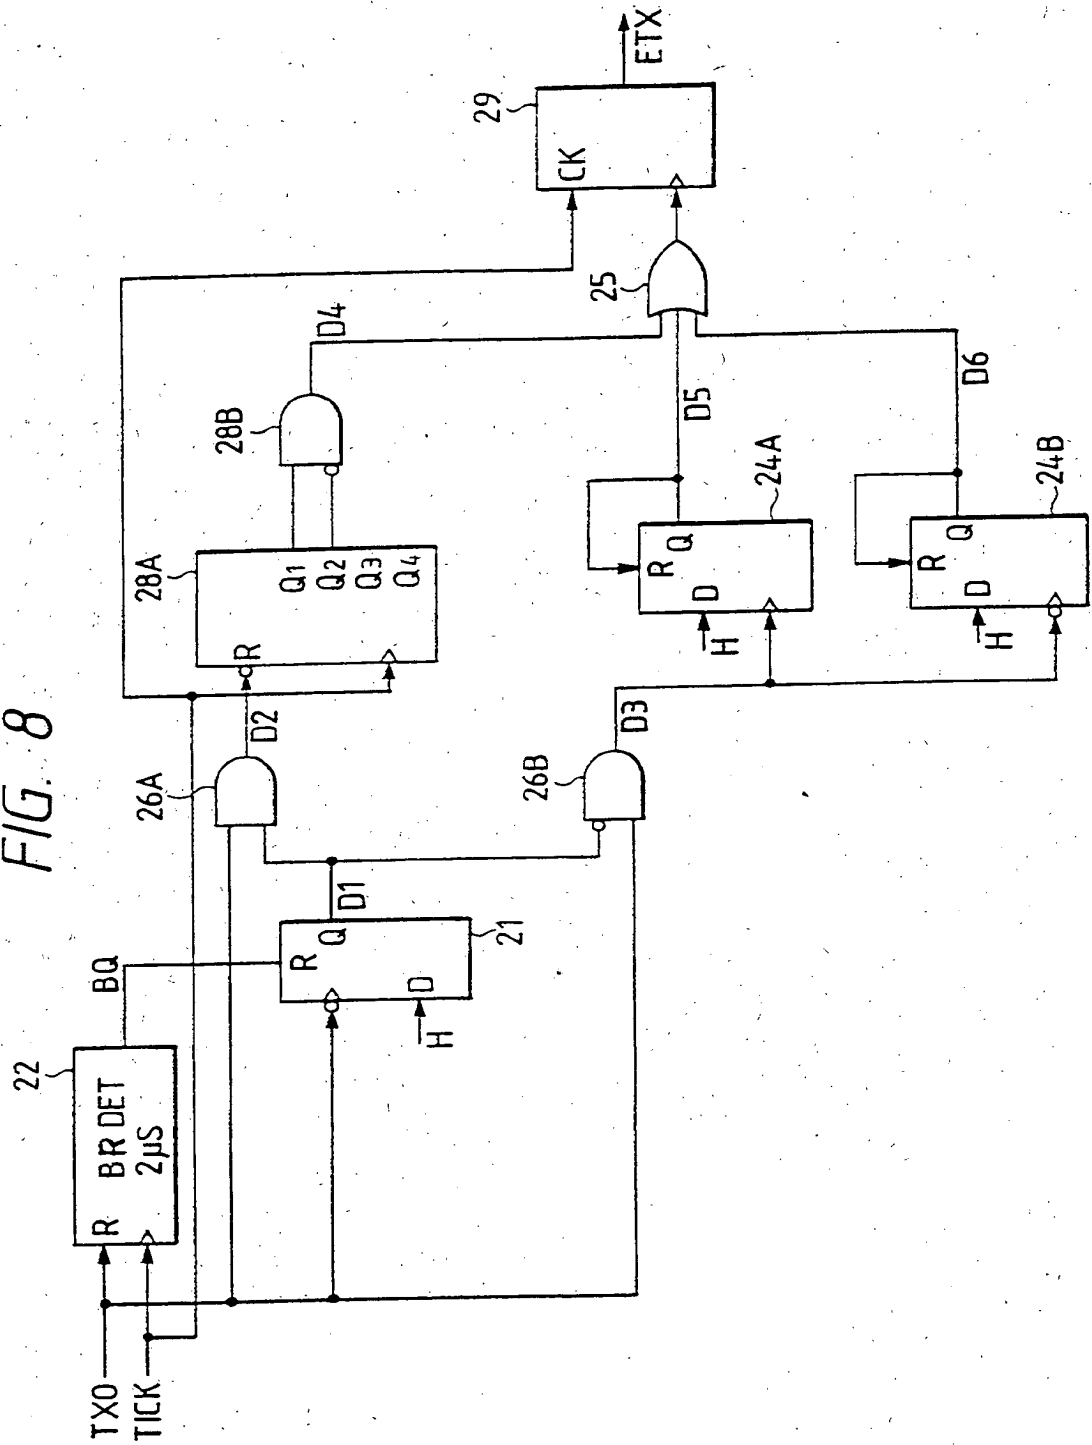 FIG. 8
TXO
TICK
22
R
BR DET
2µS
BQ
R
Q
D
H
D1
21
26A
D2
26B
D3
28A
R
Q1
Q2
Q3
Q4
28B
D4
R
Q
D
H
24A
D5
R
Q
D
H
24B
D6
25
29
CK
ETX